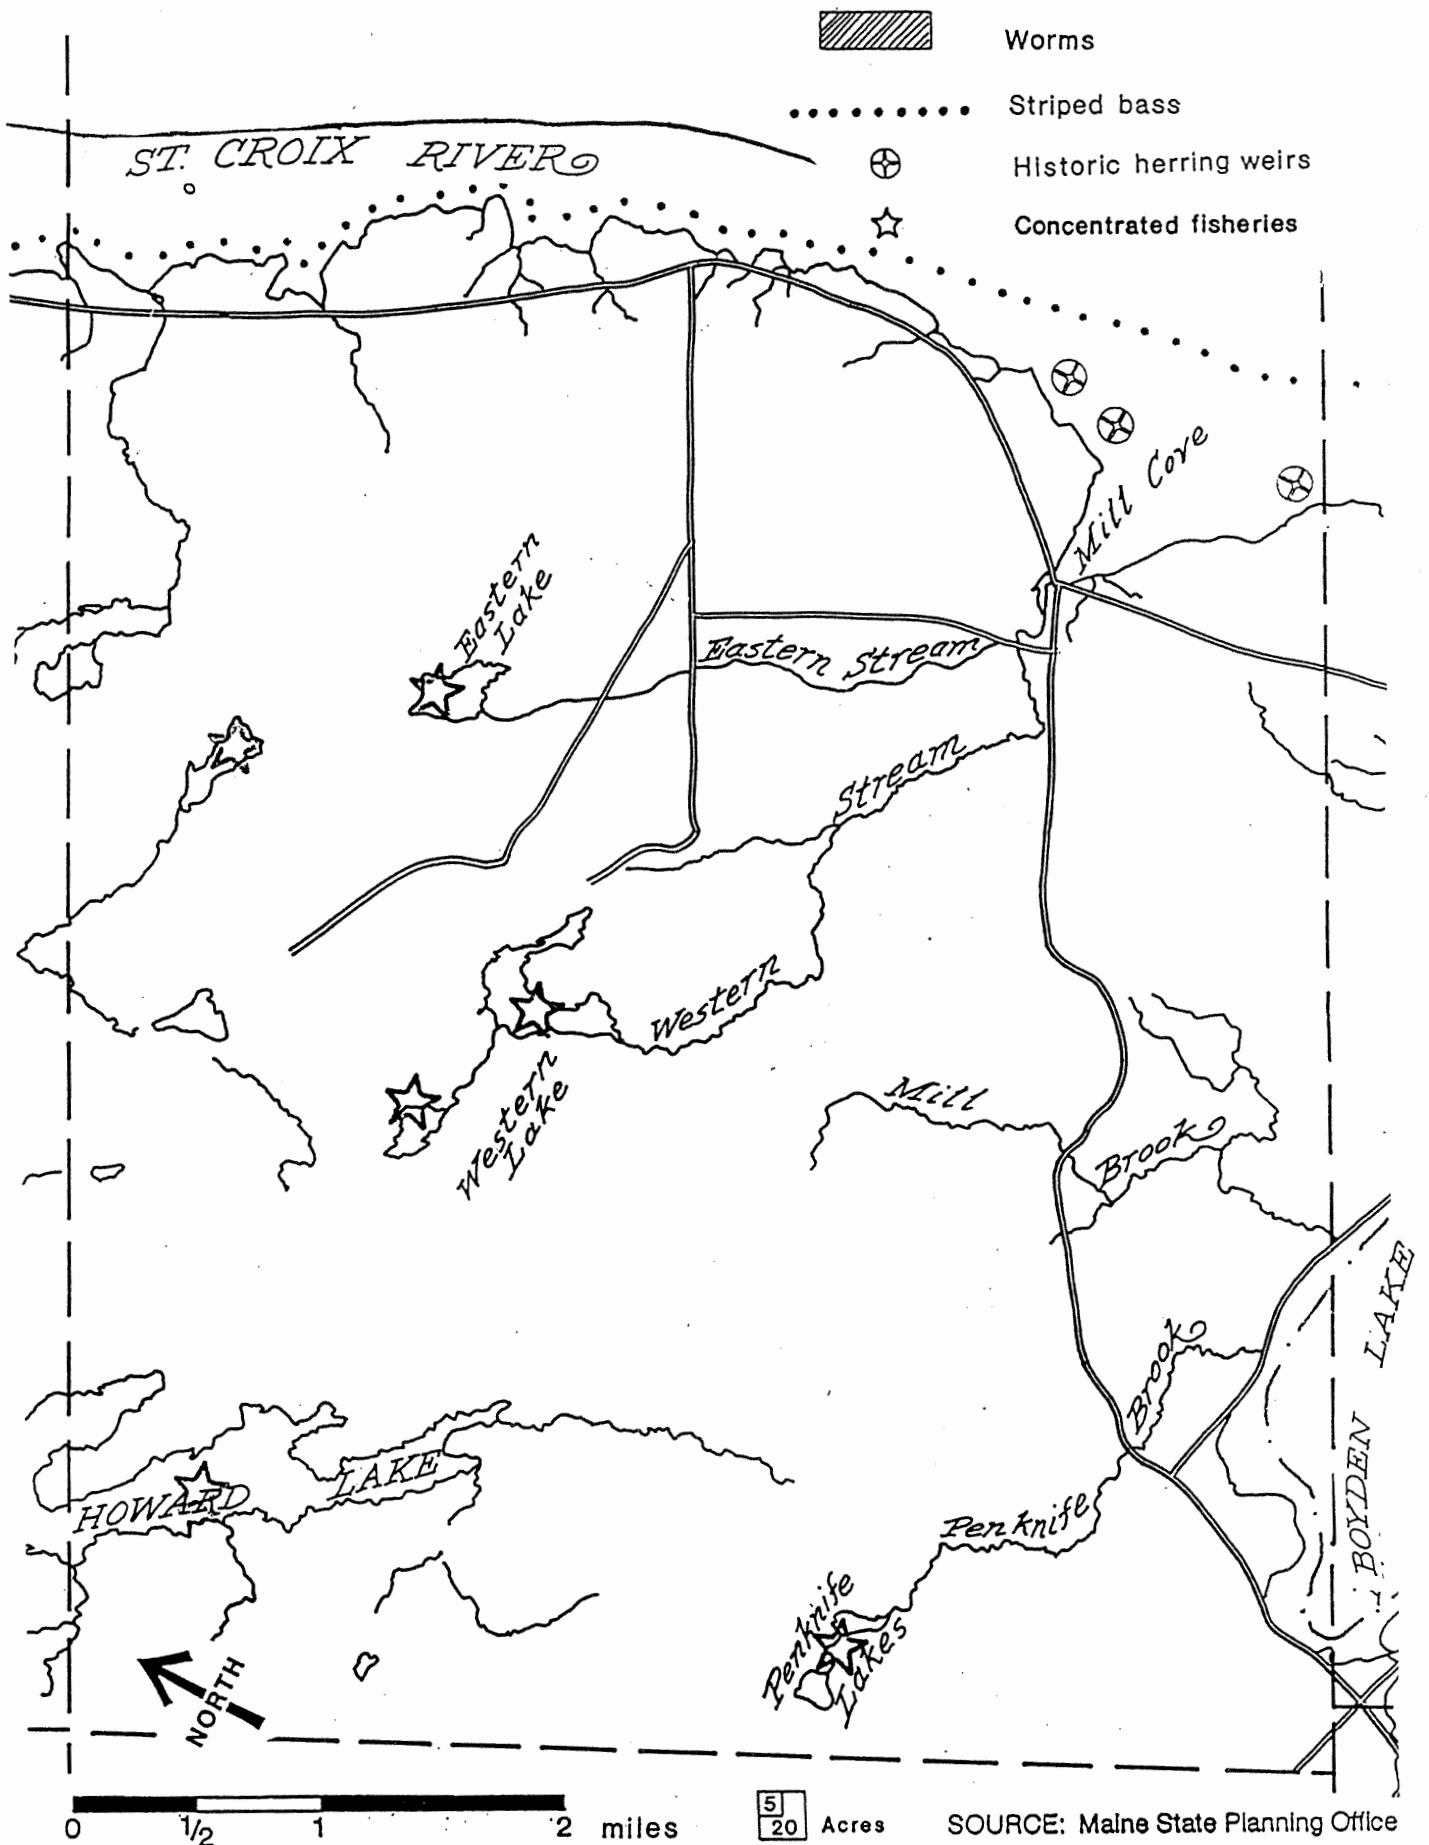 Worms
Striped bass
Historic herring weirs
Concentrated fisheries
ST. CROIX RIVER
Mill Cove
Eastern
Lake
Eastern Stream
Stream
Western
Western
Lake
Mill
Brook
BOYDEN LAKE
Brook
HOWARD LAKE
Penknife
Penknife
Lakes
NORTH
0 1/2 1 2 miles
5
20 Acres
SOURCE: Maine State Planning Office